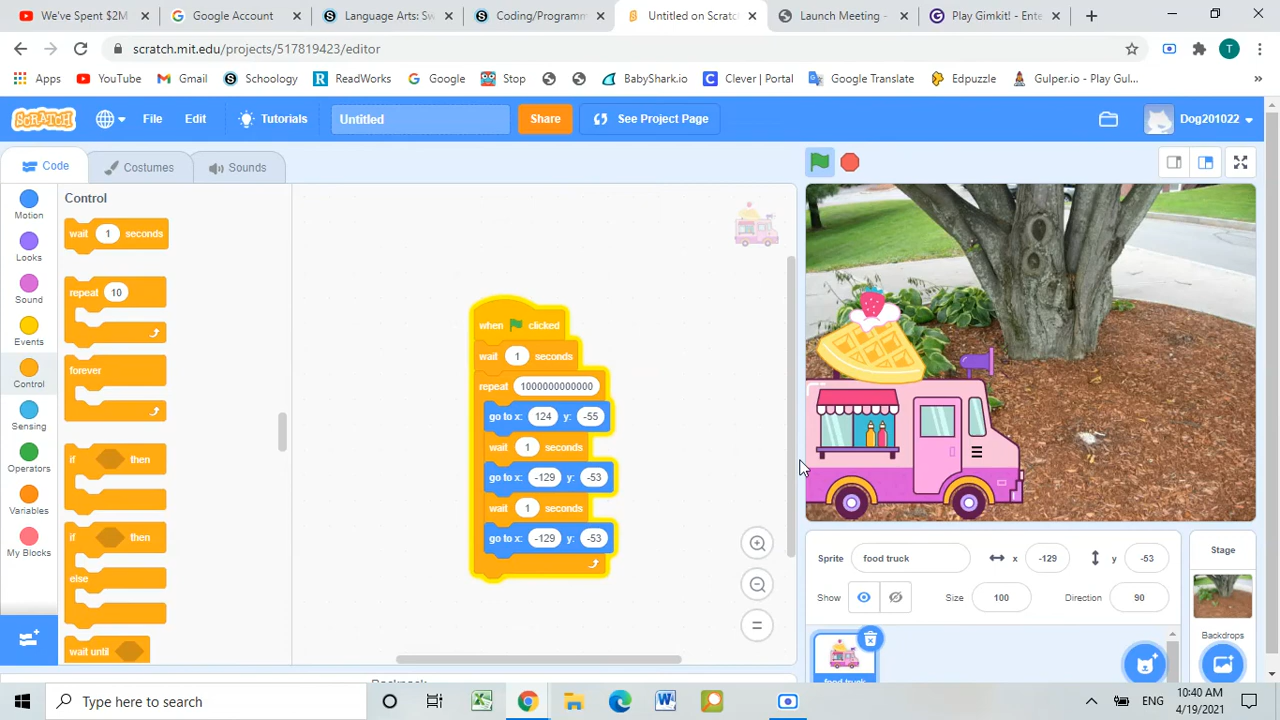 We've Spent $2M
Google Account
Language Arts: Sw
Coding/Programm
Untitled on Scratc
Launch Meeting -
Play Gimkit! - Ente
scratch.mit.edu/projects/517819423/editor
T
Apps
YouTube
Gmail
Schoology
ReadWorks
Google
Stop
BabyShark.io
Clever | Portal
Google Translate
Edpuzzle
Gulper.io - Play Gul...
»
SCRATCH
File
Edit
Tutorials
Untitled
Share
See Project Page
Dog201022
Code
Costumes
Sounds
Motion
Looks
Sound
Events
Control
Sensing
Operators
Variables
My Blocks
Control
wait 1 seconds
repeat 10
forever
if then
if then
else
wait until
when clicked
wait 1 seconds
repeat 1000000000000
go to x: 124 y: -55
wait 1 seconds
go to x: -129 y: -53
wait 1 seconds
go to x: -129 y: -53
Sprite food truck x -129 y -53
Show Size 100 Direction 90
food truck
Stage
Backdrops
Backpack
Type here to search
ENG
10:40 AM
4/19/2021